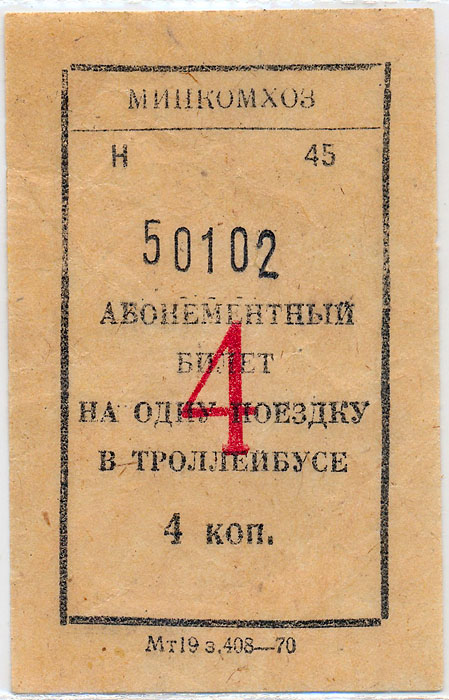 МИНКОМХОЗ
Н 45
50102
АБОНЕМЕНТНЫЙ
БИЛЕТ
4
НА ОДНУ ПОЕЗДКУ
В ТРОЛЛЕЙБУСЕ
4 коп.
Мт19 з.408—70